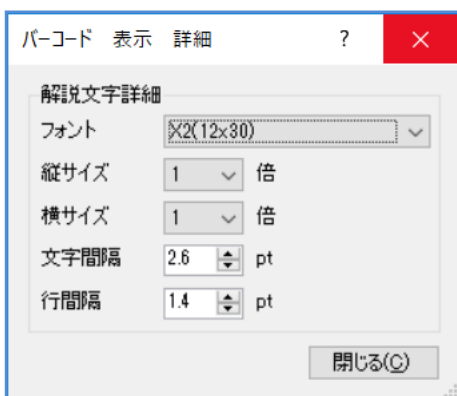 バーコード 表示 詳細 ?
解説文字詳細
フォント X2(12x30)
縦サイズ 1 倍
横サイズ 1 倍
文字間隔 2.6 pt
行間隔 1.4 pt
閉じる(C)